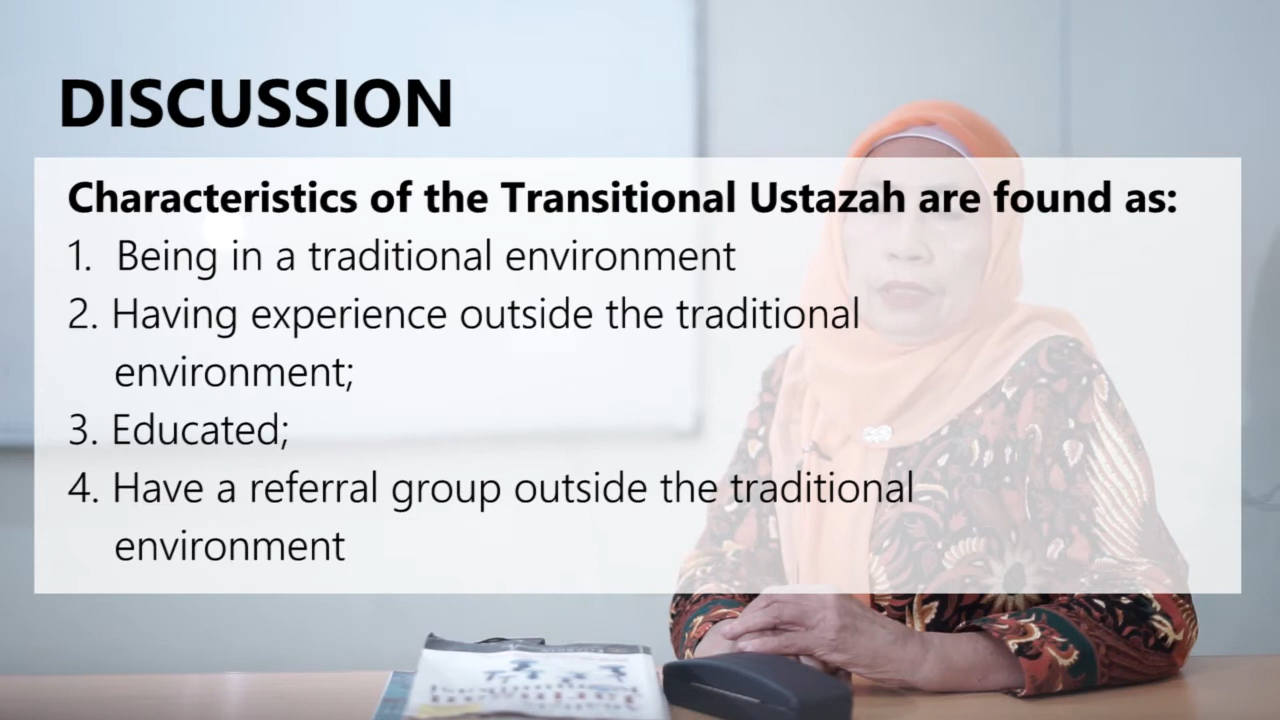 DISCUSSION
Characteristics of the Transitional Ustazah are found as:
1. Being in a traditional environment
2. Having experience outside the traditional
environment;
3. Educated;
4. Have a referral group outside the traditional
environment